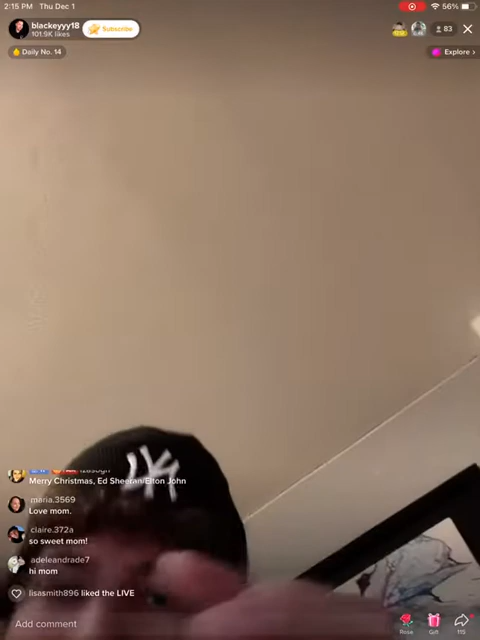 2:15 PM Thu Dec 1
56%
blackeyyy18
101.9K likes
Subscribe
83
Daily No. 14
Explore >
NY
Merry Christmas, Ed Sheeran Elton John
maria.3569
Love mom.
claire.372a
so sweet mom!
adeleandrade7
hi mom
lisasmith896 liked the LIVE
Add comment
Rose
Gift
115